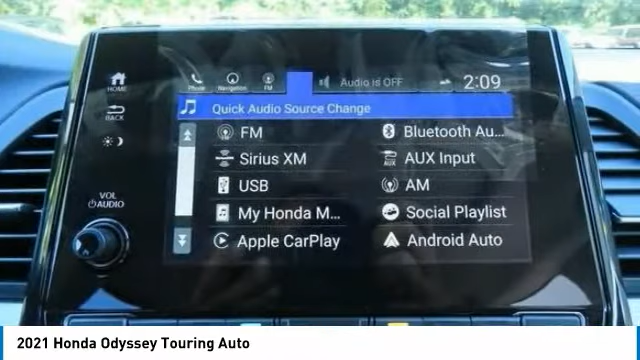 HOME
Phone Navigation FM Audio is OFF 2:09
Quick Audio Source Change
BACK
FM Bluetooth Au...
Sirius XM AUX Input
AUX
USB AM
VOL
AUDIO
My Honda M... Social Playlist
Apple CarPlay Android Auto
2021 Honda Odyssey Touring Auto